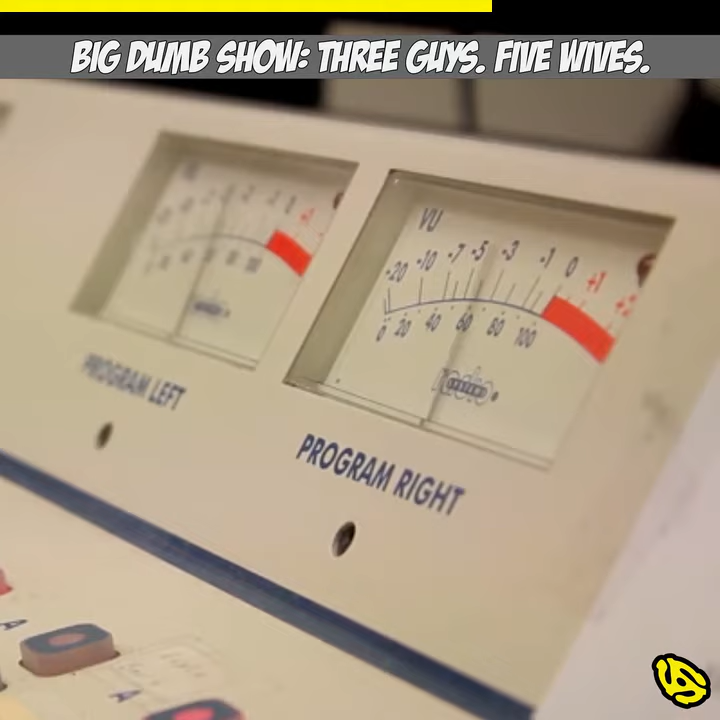 BIG DUMB SHOW: THREE GUYS. FIVE WIVES.
VU
-20 -10 -7 -5 -3 -1 0 +1 +2
0 20 40 60 80 100
PROGRAM LEFT
PROGRAM RIGHT
A
A